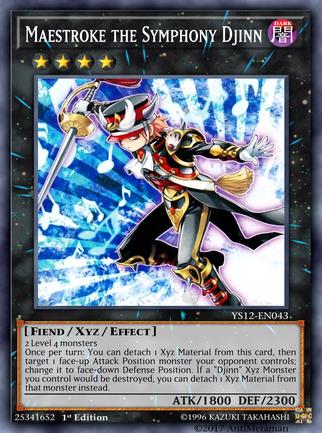 MAESTROKE THE SYMPHONY DJINN
DARK
闇
YS12-EN043
[FIEND / XYZ / EFFECT]
2 Level 4 monsters
Once per turn: You can detach 1 Xyz Material from this card, then
target 1 face-up Attack Position monster your opponent controls;
change it to face-down Defense Position. If a "Djinn" Xyz Monster
you control would be destroyed, you can detach 1 Xyz Material from
that monster instead.
ATK/1800 DEF/2300
25341652 1st Edition ©1996 KAZUKI TAKAHASHI
©2017 AntiMetaman